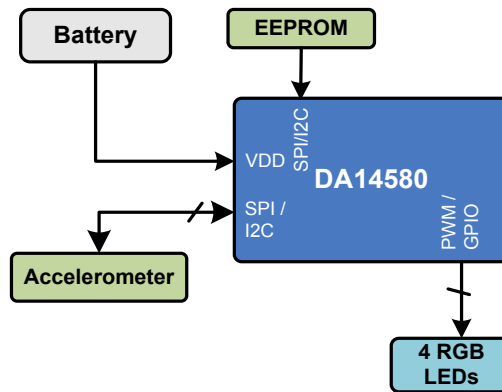 Battery
EEPROM
SPI/I2C
VDD
DA14580
SPI /
I2C
PWM /
GPIO
Accelerometer
4 RGB
LEDs